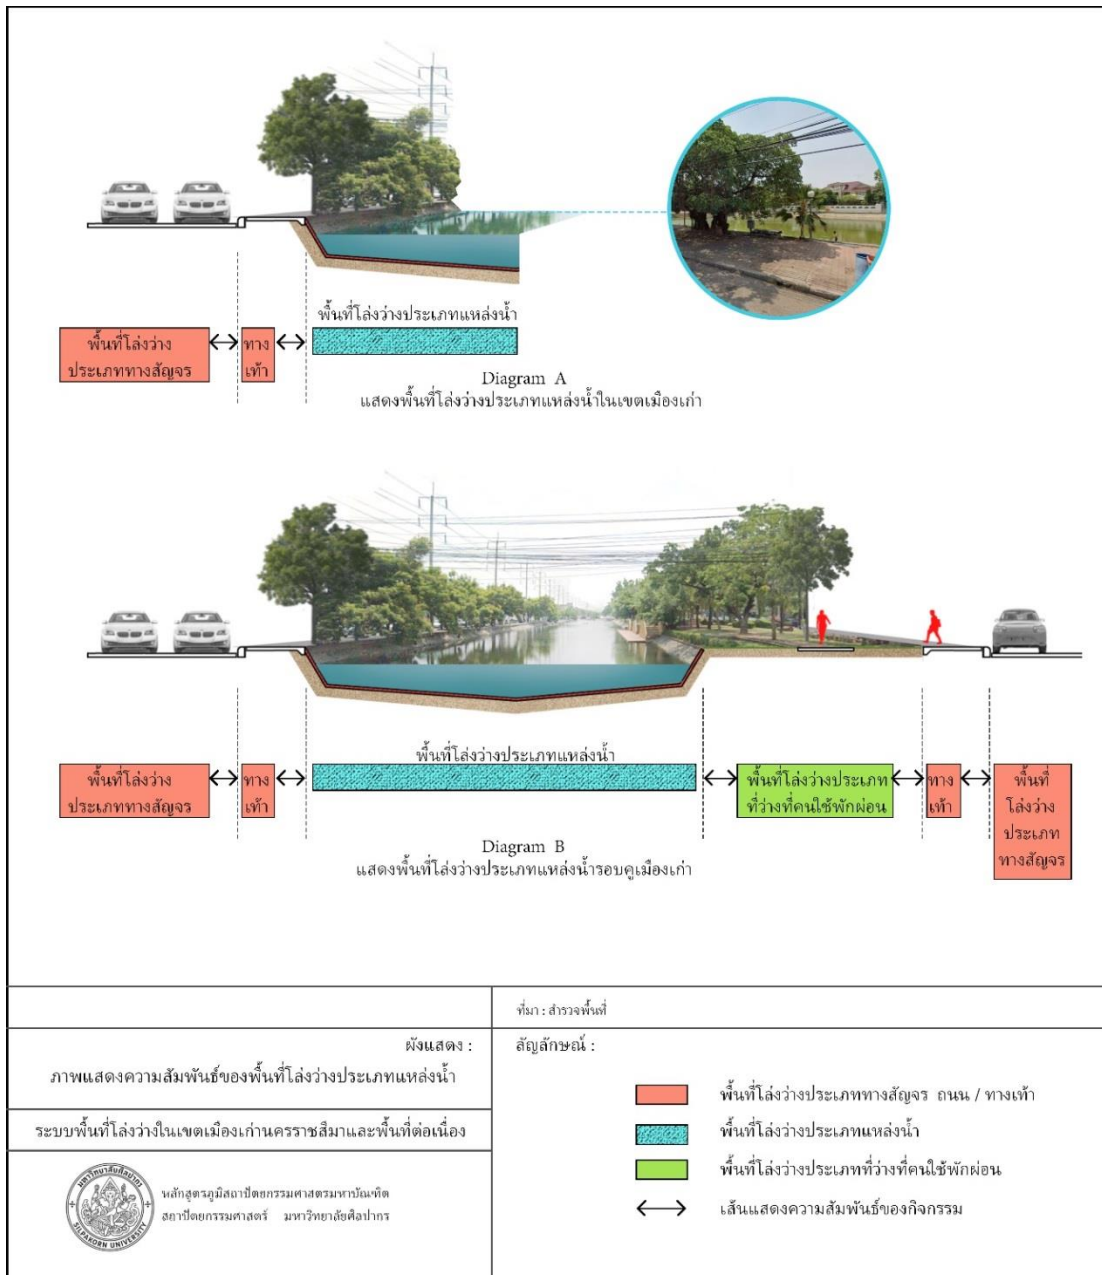 พื้นที่โล่งว่างประเภทแหล่งน้ำ
พื้นที่โล่งว่าง
ประเภททางสัญจร
ทาง
เท้า
Diagram A
แสดงพื้นที่โล่งว่างประเภทแหล่งน้ำในเขตเมืองเก่า
พื้นที่โล่งว่างประเภทแหล่งน้ำ
พื้นที่โล่งว่าง
ประเภททางสัญจร
ทาง
เท้า
พื้นที่โล่งว่างประเภท
ที่ว่างที่คนใช้พักผ่อน
ทาง
เท้า
พื้นที่
โล่งว่าง
ประเภท
ทางสัญจร
Diagram B
แสดงพื้นที่โล่งว่างประเภทแหล่งน้ำรอบคูเมืองเก่า
ที่มา : สำรวจพื้นที่
ผังแสดง :
ภาพแสดงความสัมพันธ์ของพื้นที่โล่งว่างประเภทแหล่งน้ำ
ระบบพื้นที่โล่งว่างในเขตเมืองเก่านครราชสีมาและพื้นที่ต่อเนื่อง
มหาวิทยาลัยศิลปากร
SILPAKORN UNIVERSITY
หลักสูตรภูมิสถาปัตยกรรมศาสตรมหาบัณฑิต
สถาปัตยกรรมศาสตร์ มหาวิทยาลัยศิลปากร
สัญลักษณ์ :
พื้นที่โล่งว่างประเภททางสัญจร ถนน / ทางเท้า
พื้นที่โล่งว่างประเภทแหล่งน้ำ
พื้นที่โล่งว่างประเภทที่ว่างที่คนใช้พักผ่อน
เส้นแสดงความสัมพันธ์ของกิจกรรม